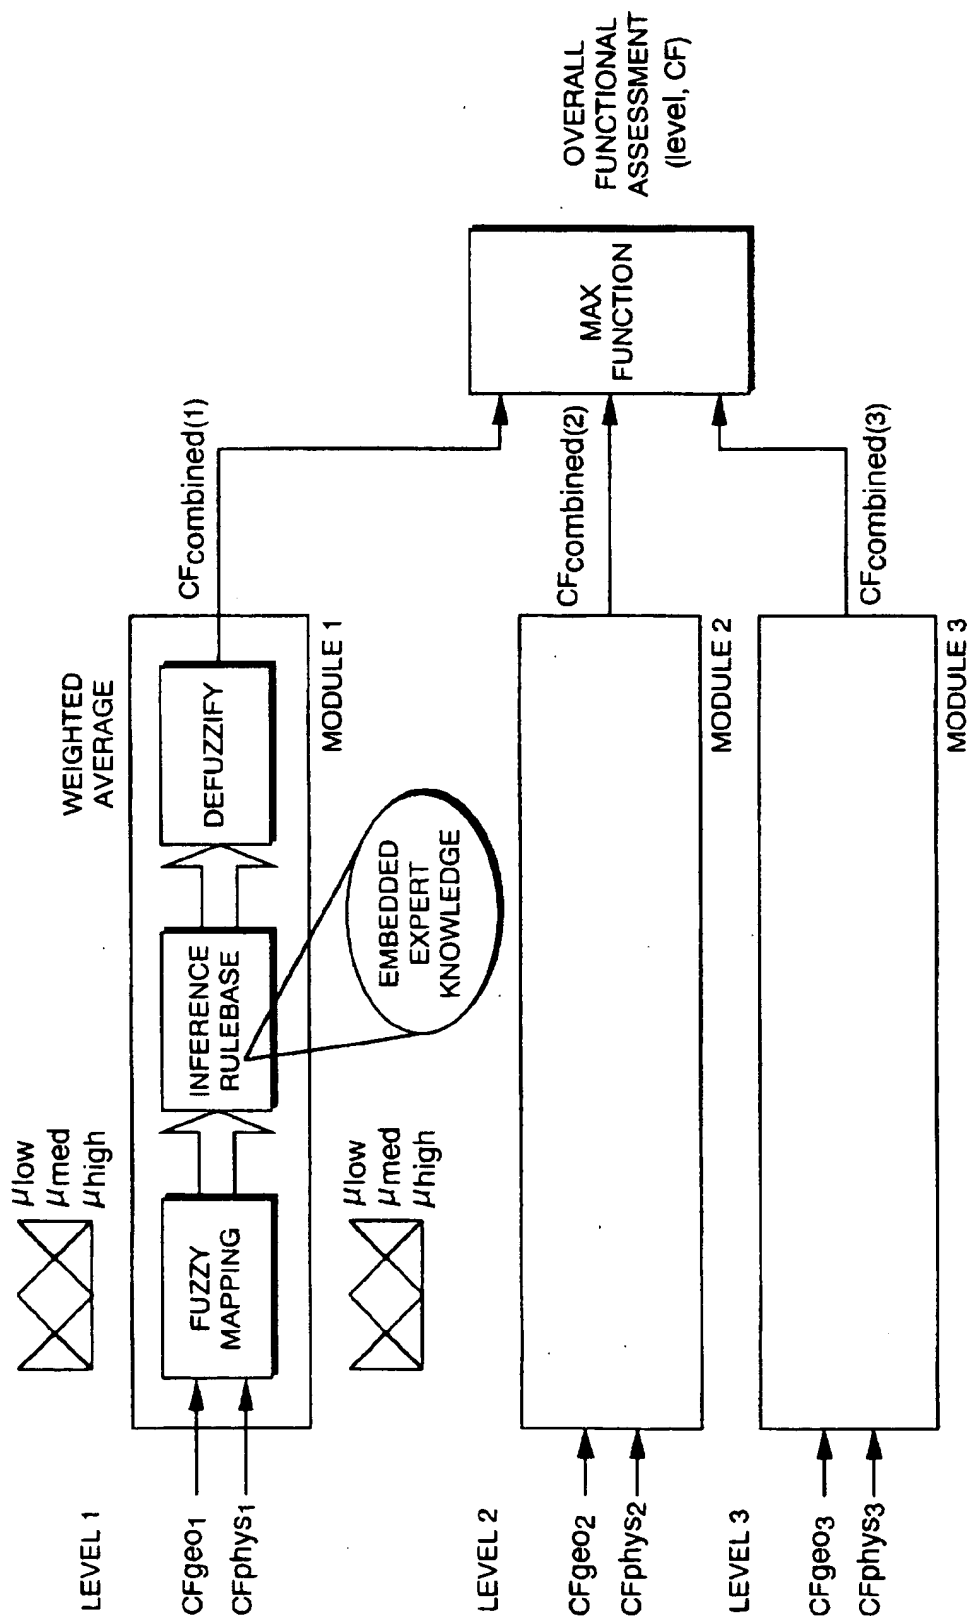 LEVEL 1
CFgeo1
CFphys1
μlow
μmed
μhigh
FUZZY
MAPPING
INFERENCE
RULEBASE
WEIGHTED
AVERAGE
DEFUZZIFY
MODULE 1
μlow
μmed
μhigh
EMBEDDED
EXPERT
KNOWLEDGE
CFcombined(1)
LEVEL 2
CFgeo2
CFphys2
MODULE 2
CFcombined(2)
LEVEL 3
CFgeo3
CFphys3
MODULE 3
CFcombined(3)
MAX
FUNCTION
OVERALL
FUNCTIONAL
ASSESSMENT
(level, CF)